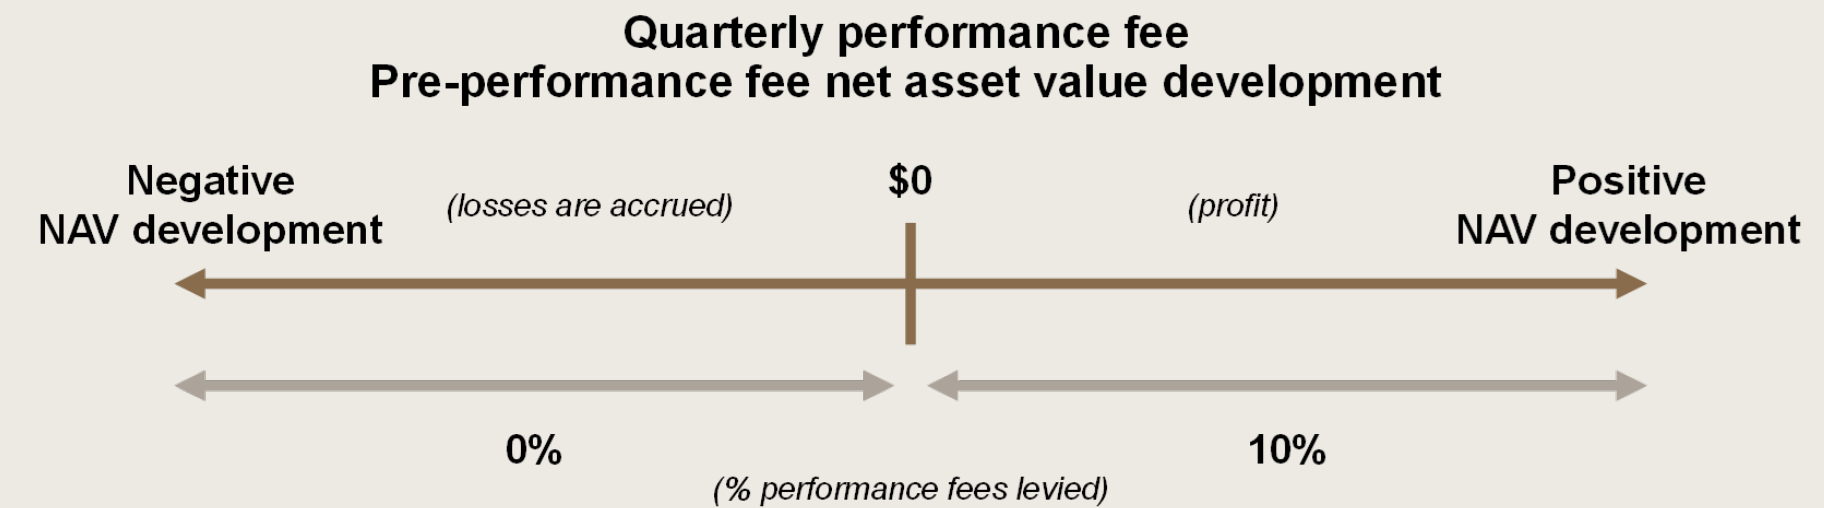 Quarterly performance fee
Pre-performance fee net asset value development
Negative
NAV development
(losses are accrued)
$0
(profit)
Positive
NAV development
0%
10%
(% performance fees levied)